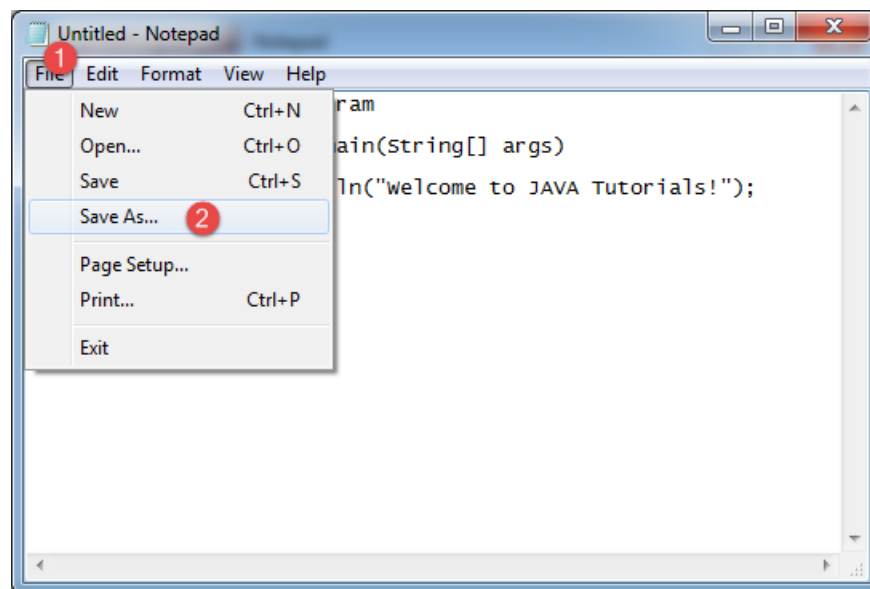 Untitled - Notepad
1
File Edit Format View Help
New Ctrl+N
ram
Open... Ctrl+O
ain(String[] args)
Save Ctrl+S
ln("Welcome to JAVA Tutorials!");
Save As... 2
Page Setup...
Print... Ctrl+P
Exit